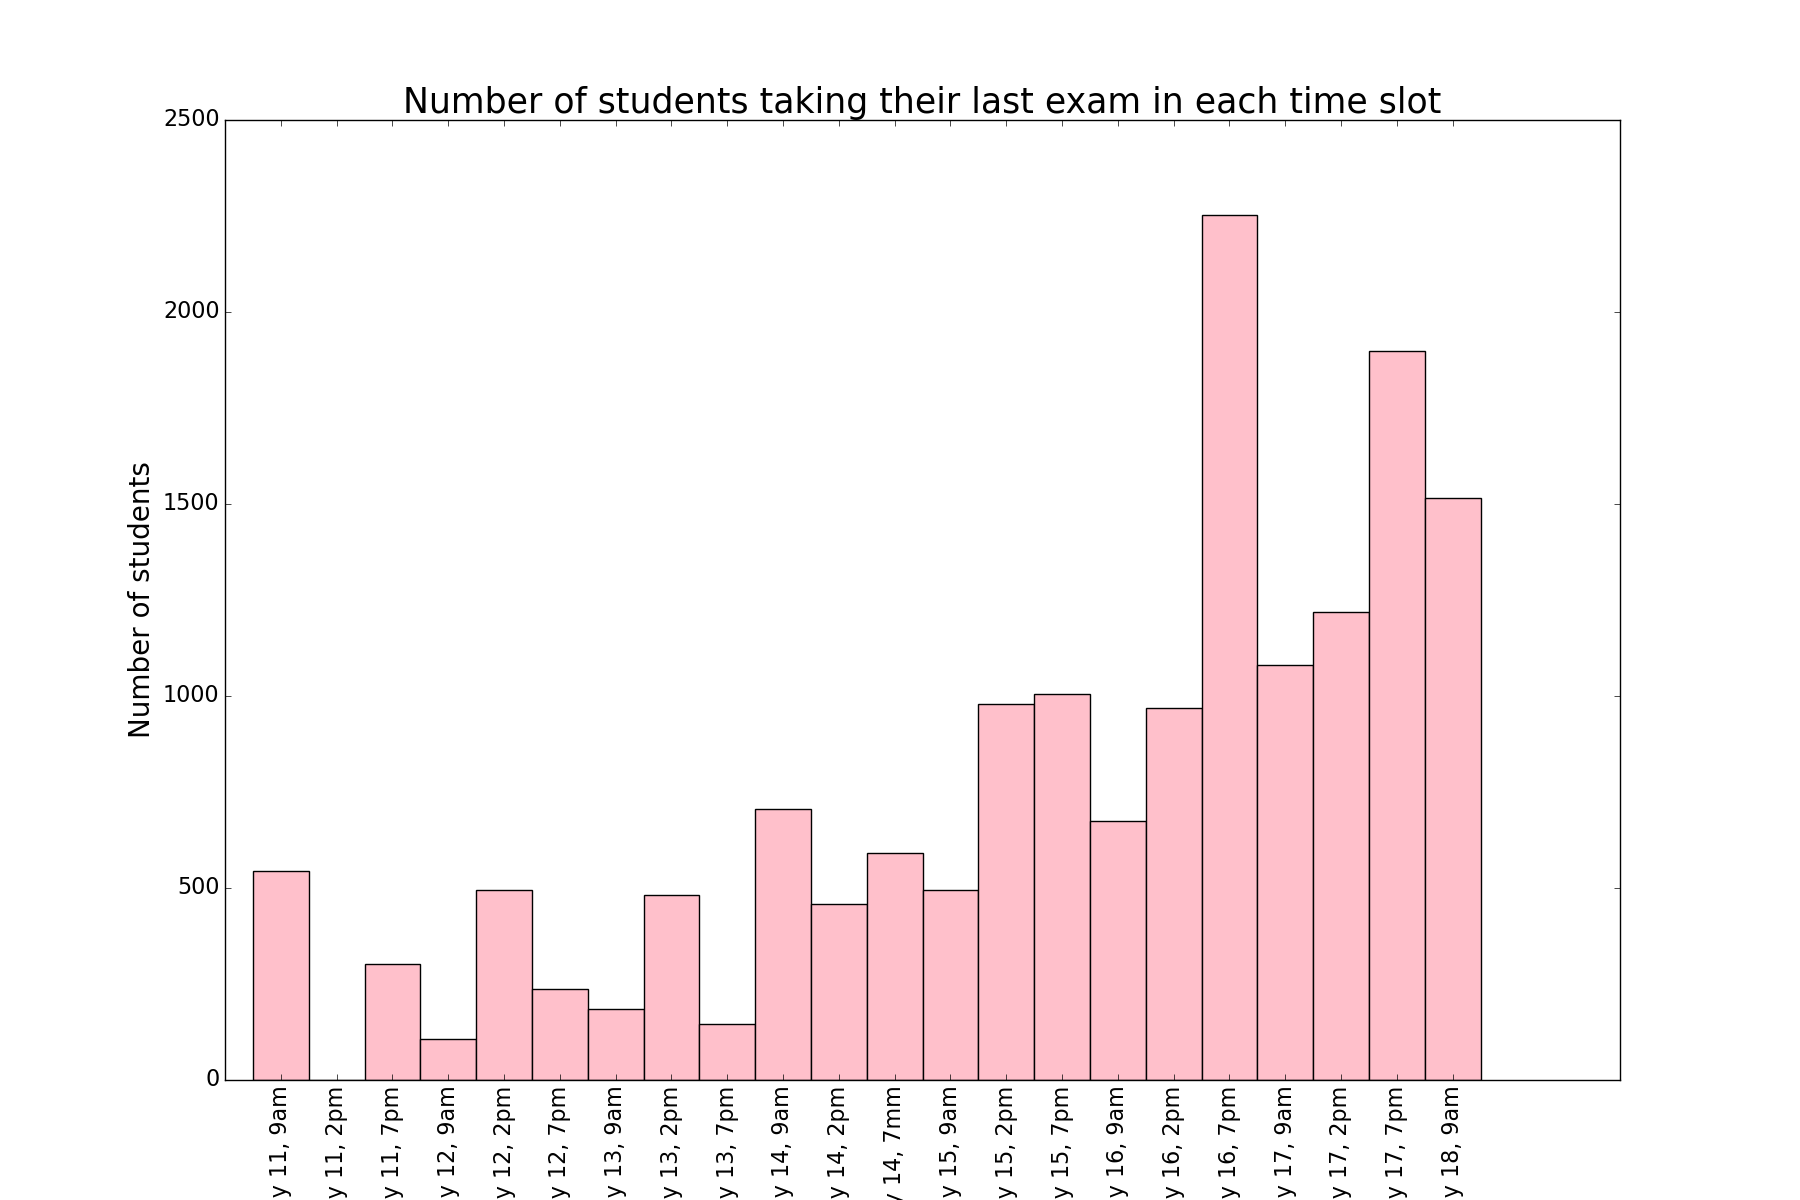 Number of students taking their last exam in each time slot
Number of students
2500
2000
1500
1000
500
0
y 11, 9am
y 11, 2pm
y 11, 7pm
y 12, 9am
y 12, 2pm
y 12, 7pm
y 13, 9am
y 13, 2pm
y 13, 7pm
y 14, 9am
y 14, 2pm
y 14, 7mm
y 15, 9am
y 15, 2pm
y 15, 7pm
y 16, 9am
y 16, 2pm
y 16, 7pm
y 17, 9am
y 17, 2pm
y 17, 7pm
y 18, 9am